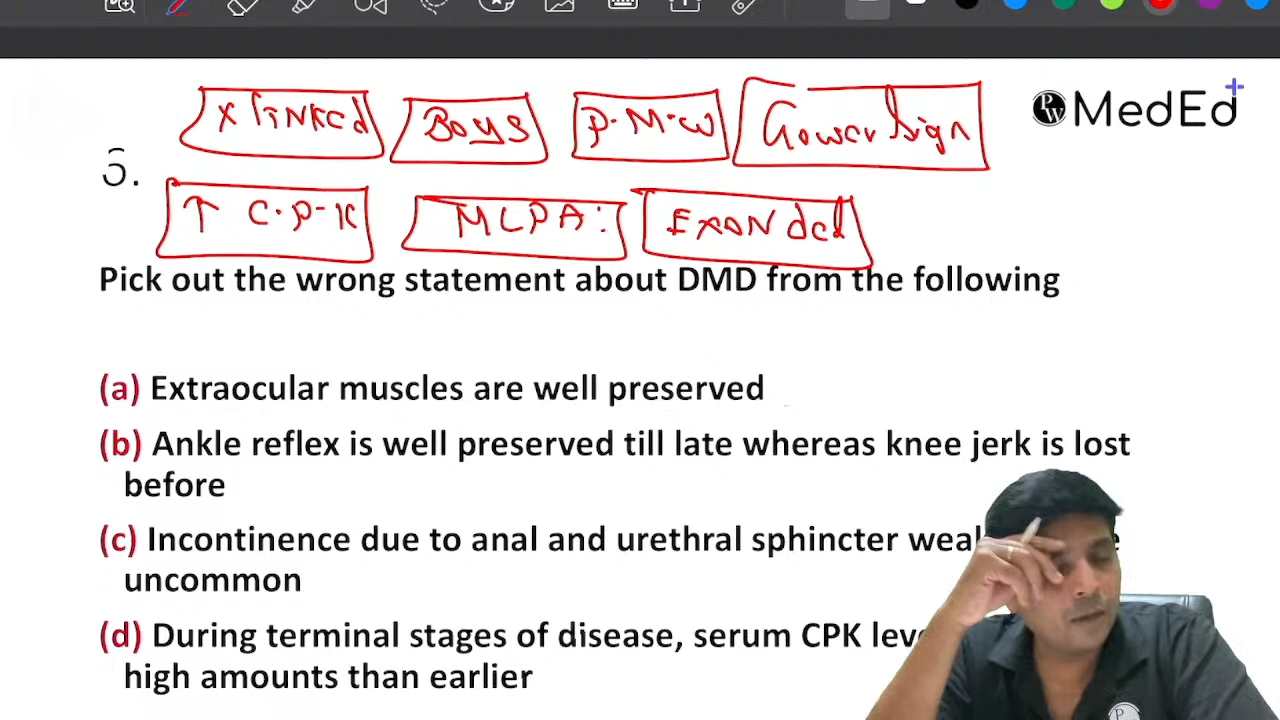 X linked Boys P.M.W Gower sign
MedEd
5.
↑ C.P.K MLPA: Exon del
Pick out the wrong statement about DMD from the following
(a) Extraocular muscles are well preserved
(b) Ankle reflex is well preserved till late whereas knee jerk is lost
before
(c) Incontinence due to anal and urethral sphincter
uncommon
(d) During terminal stages of disease, serum CPK
high amounts than earlier